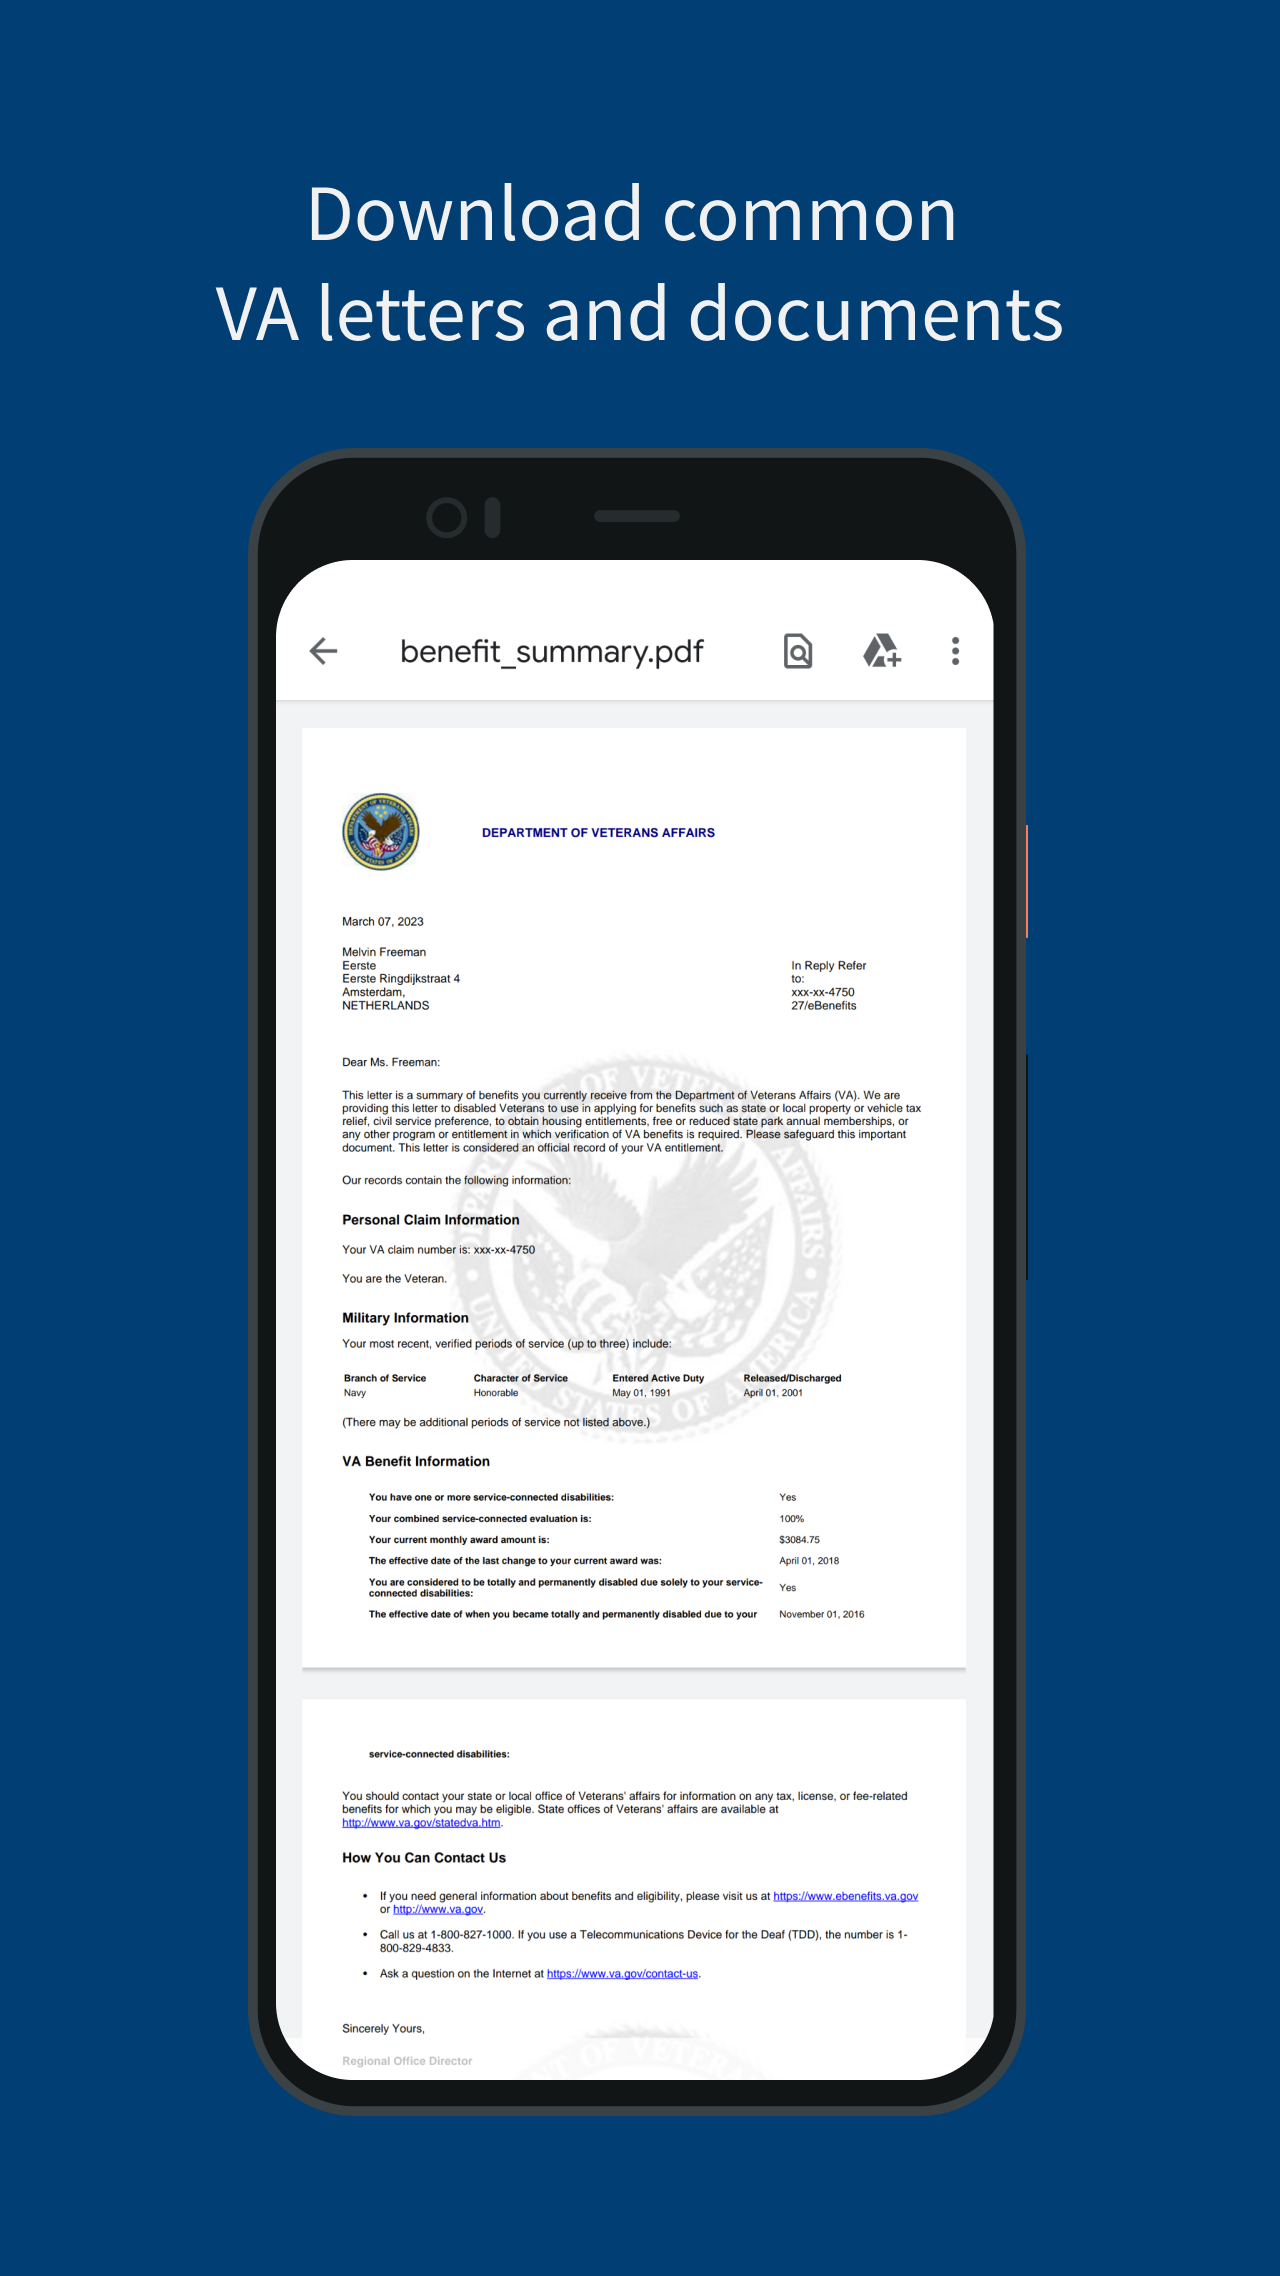 Download common
VA letters and documents
benefit_summary.pdf
DEPARTMENT OF VETERANS AFFAIRS
March 07, 2023
Melvin Freeman
Eerste
Eerste Ringdijkstraat 4
Amsterdam,
NETHERLANDS
In Reply Refer
to:
xxx-xx-4750
27/eBenefits
Dear Ms. Freeman:
This letter is a summary of benefits you currently receive from the Department of Veterans Affairs (VA). We are
providing this letter to disabled Veterans to use in applying for benefits such as state or local property or vehicle tax
relief, civil service preference, to obtain housing entitlements, free or reduced state park annual memberships, or
any other program or entitlement in which verification of VA benefits is required. Please safeguard this important
document. This letter is considered an official record of your VA entitlement.
Our records contain the following information:
Personal Claim Information
Your VA claim number is: xxx-xx-4750
You are the Veteran.
Military Information
Your most recent, verified periods of service (up to three) include:
Branch of Service Character of Service Entered Active Duty Released/Discharged
Navy Honorable May 01, 1991 April 01, 2001
(There may be additional periods of service not listed above.)
VA Benefit Information
You have one or more service-connected disabilities: Yes
Your combined service-connected evaluation is: 100%
Your current monthly award amount is: $3084.75
The effective date of the last change to your current award was: April 01, 2018
You are considered to be totally and permanently disabled due solely to your service-
connected disabilities: Yes
The effective date of when you became totally and permanently disabled due to your November 01, 2016
service-connected disabilities:
You should contact your state or local office of Veterans' affairs for information on any tax, license, or fee-related
benefits for which you may be eligible. State offices of Veterans' affairs are available at
http://www.va.gov/statedva.htm.
How You Can Contact Us
• If you need general information about benefits and eligibility, please visit us at https://www.ebenefits.va.gov
or http://www.va.gov.
• Call us at 1-800-827-1000. If you use a Telecommunications Device for the Deaf (TDD), the number is 1-
800-829-4833.
• Ask a question on the Internet at https://www.va.gov/contact-us.
Sincerely Yours,
Regional Office Director
DEPARTMENT OF VETERANS AFFAIRS
UNITED STATES OF AMERICA